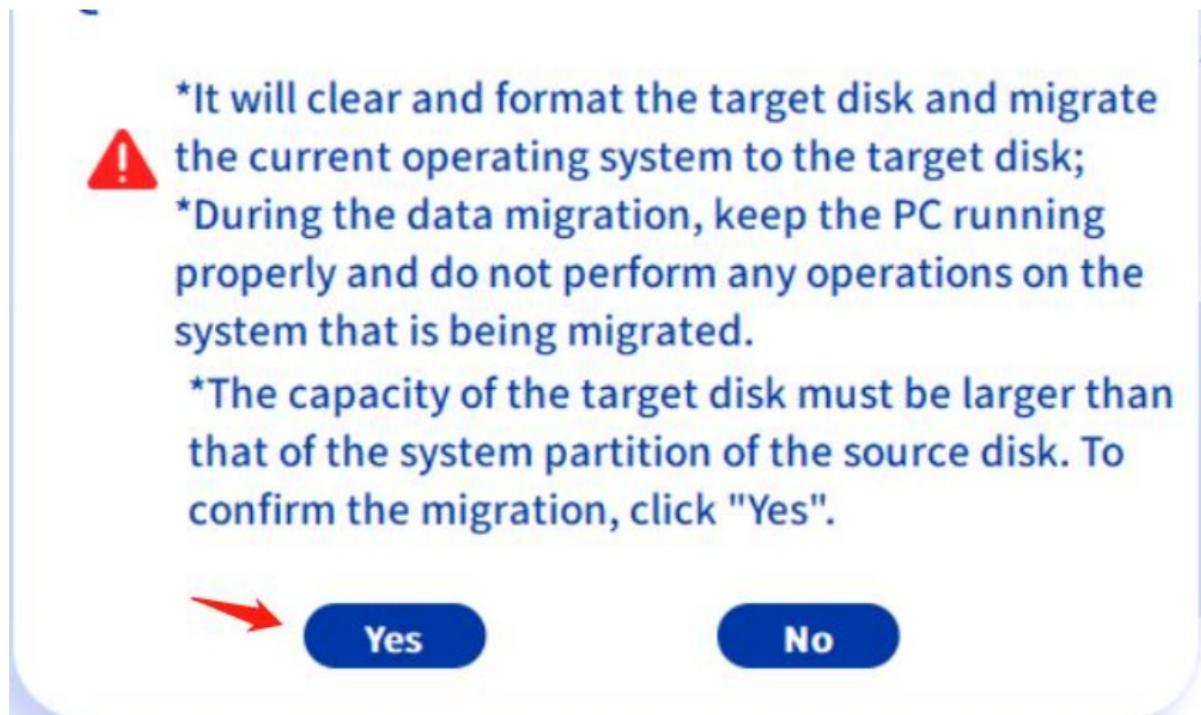 *It will clear and format the target disk and migrate
the current operating system to the target disk;
*During the data migration, keep the PC running
properly and do not perform any operations on the
system that is being migrated.
*The capacity of the target disk must be larger than
that of the system partition of the source disk. To
confirm the migration, click "Yes".
Yes
No